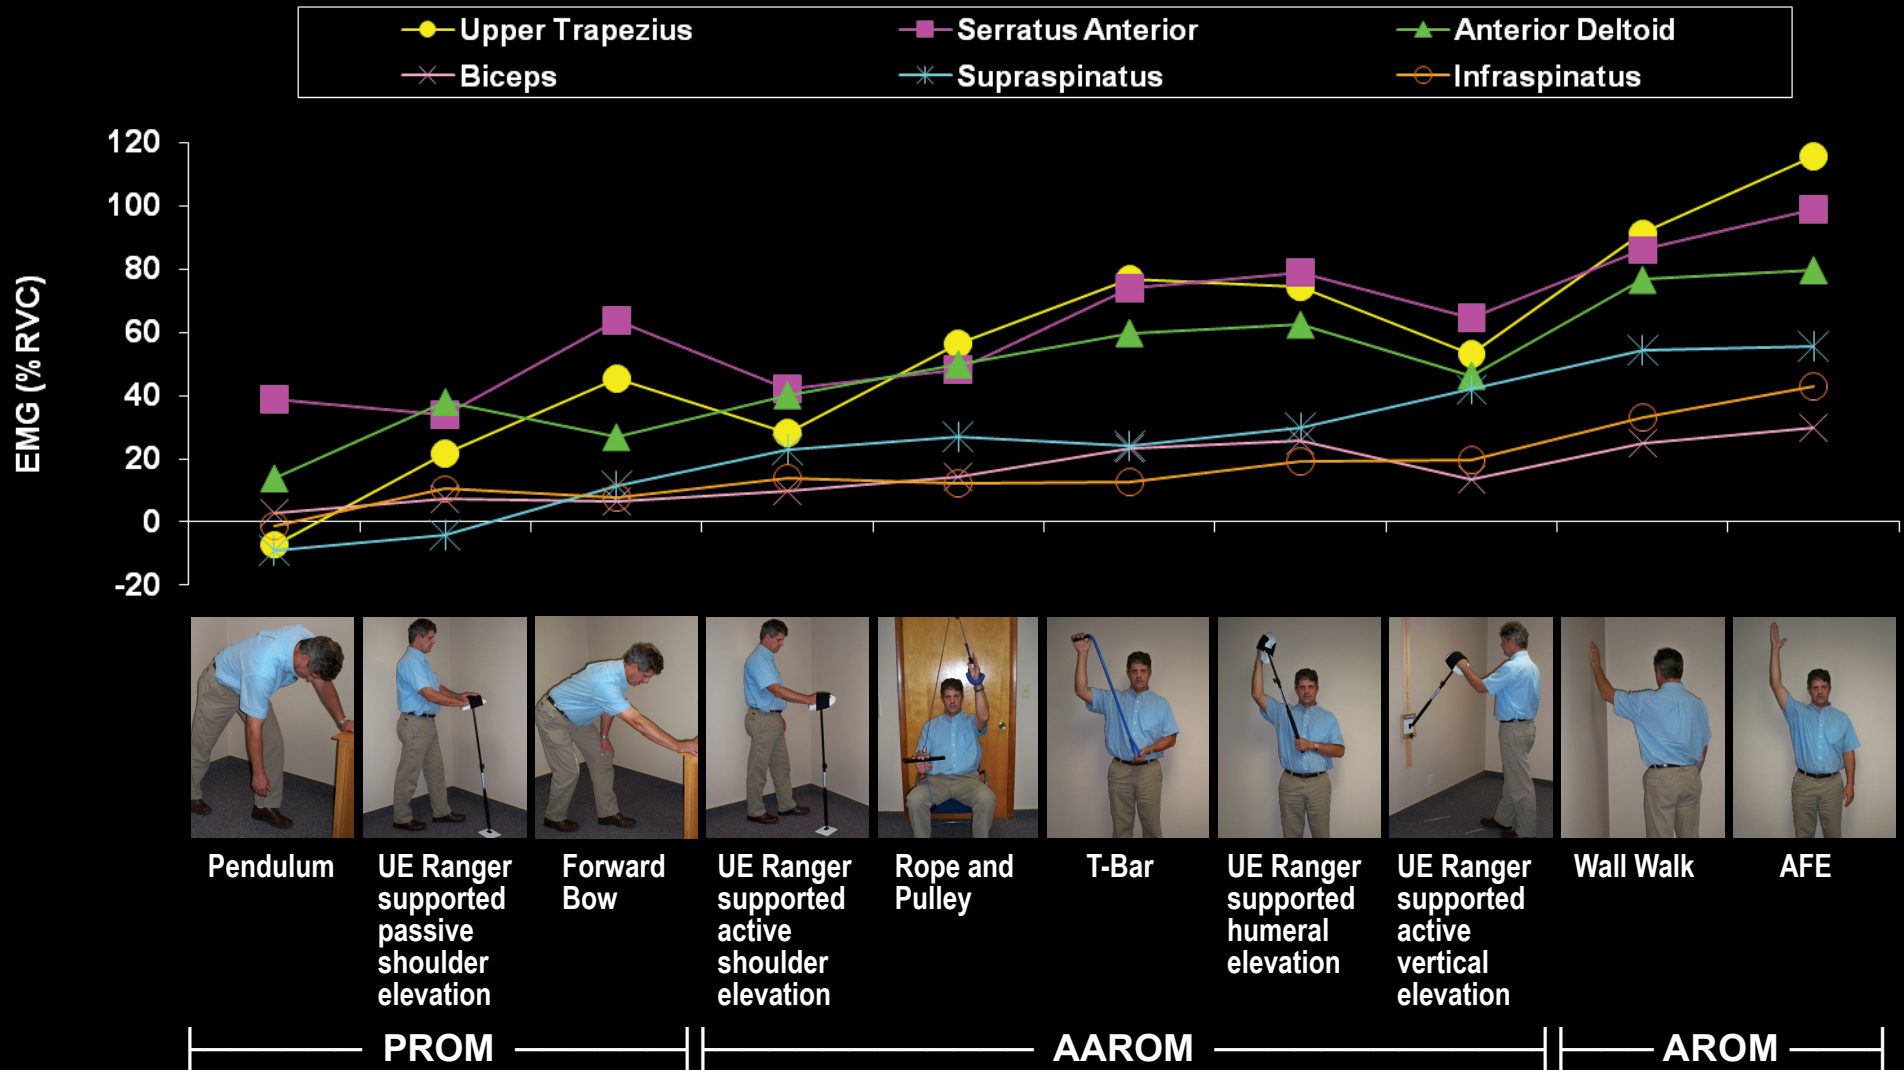 Upper Trapezius
Serratus Anterior
Anterior Deltoid
Biceps
Supraspinatus
Infraspinatus
EMG (%RVC)
120
100
80
60
40
20
0
-20
Pendulum
UE Ranger
supported
passive
shoulder
elevation
Forward
Bow
UE Ranger
supported
active
shoulder
elevation
Rope and
Pulley
T-Bar
UE Ranger
supported
humeral
elevation
UE Ranger
supported
active
vertical
elevation
Wall Walk
AFE
PROM
AAROM
AROM